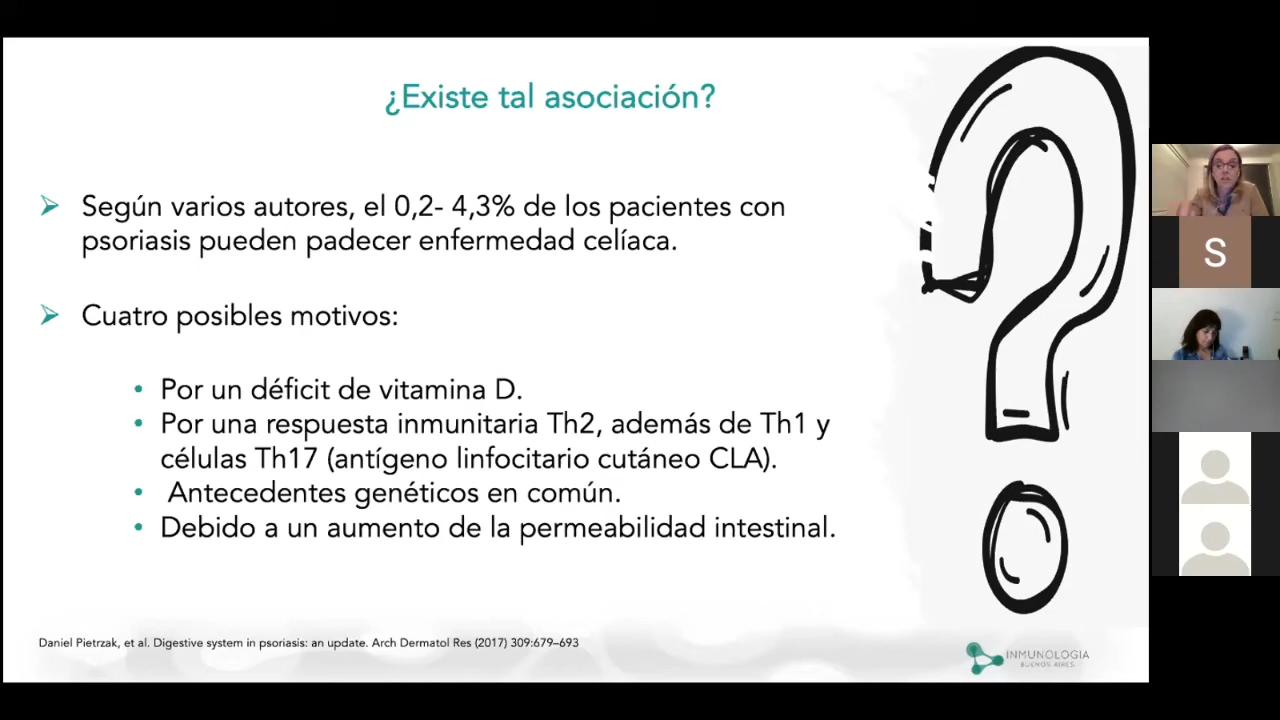 ¿Existe tal asociación?
Según varios autores, el 0,2- 4,3% de los pacientes con
psoriasis pueden padecer enfermedad celíaca.
Cuatro posibles motivos:
Por un déficit de vitamina D.
Por una respuesta inmunitaria Th2, además de Th1 y
células Th17 (antígeno linfocitario cutáneo CLA).
Antecedentes genéticos en común.
Debido a un aumento de la permeabilidad intestinal.
Daniel Pietrzak, et al. Digestive system in psoriasis: an update. Arch Dermatol Res (2017) 309:679–693
INMUNOLOGIA
BUENOS AIRES
S